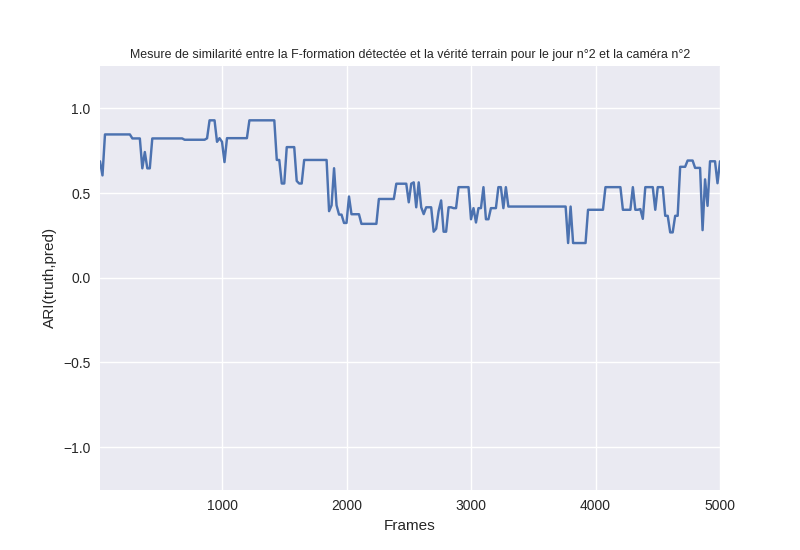 Mesure de similarité entre la F-formation détectée et la vérité terrain pour le jour n°2 et la caméra n°2
1.0
0.5
0.0
−0.5
−1.0
ARI(truth,pred)
1000 2000 3000 4000 5000
Frames